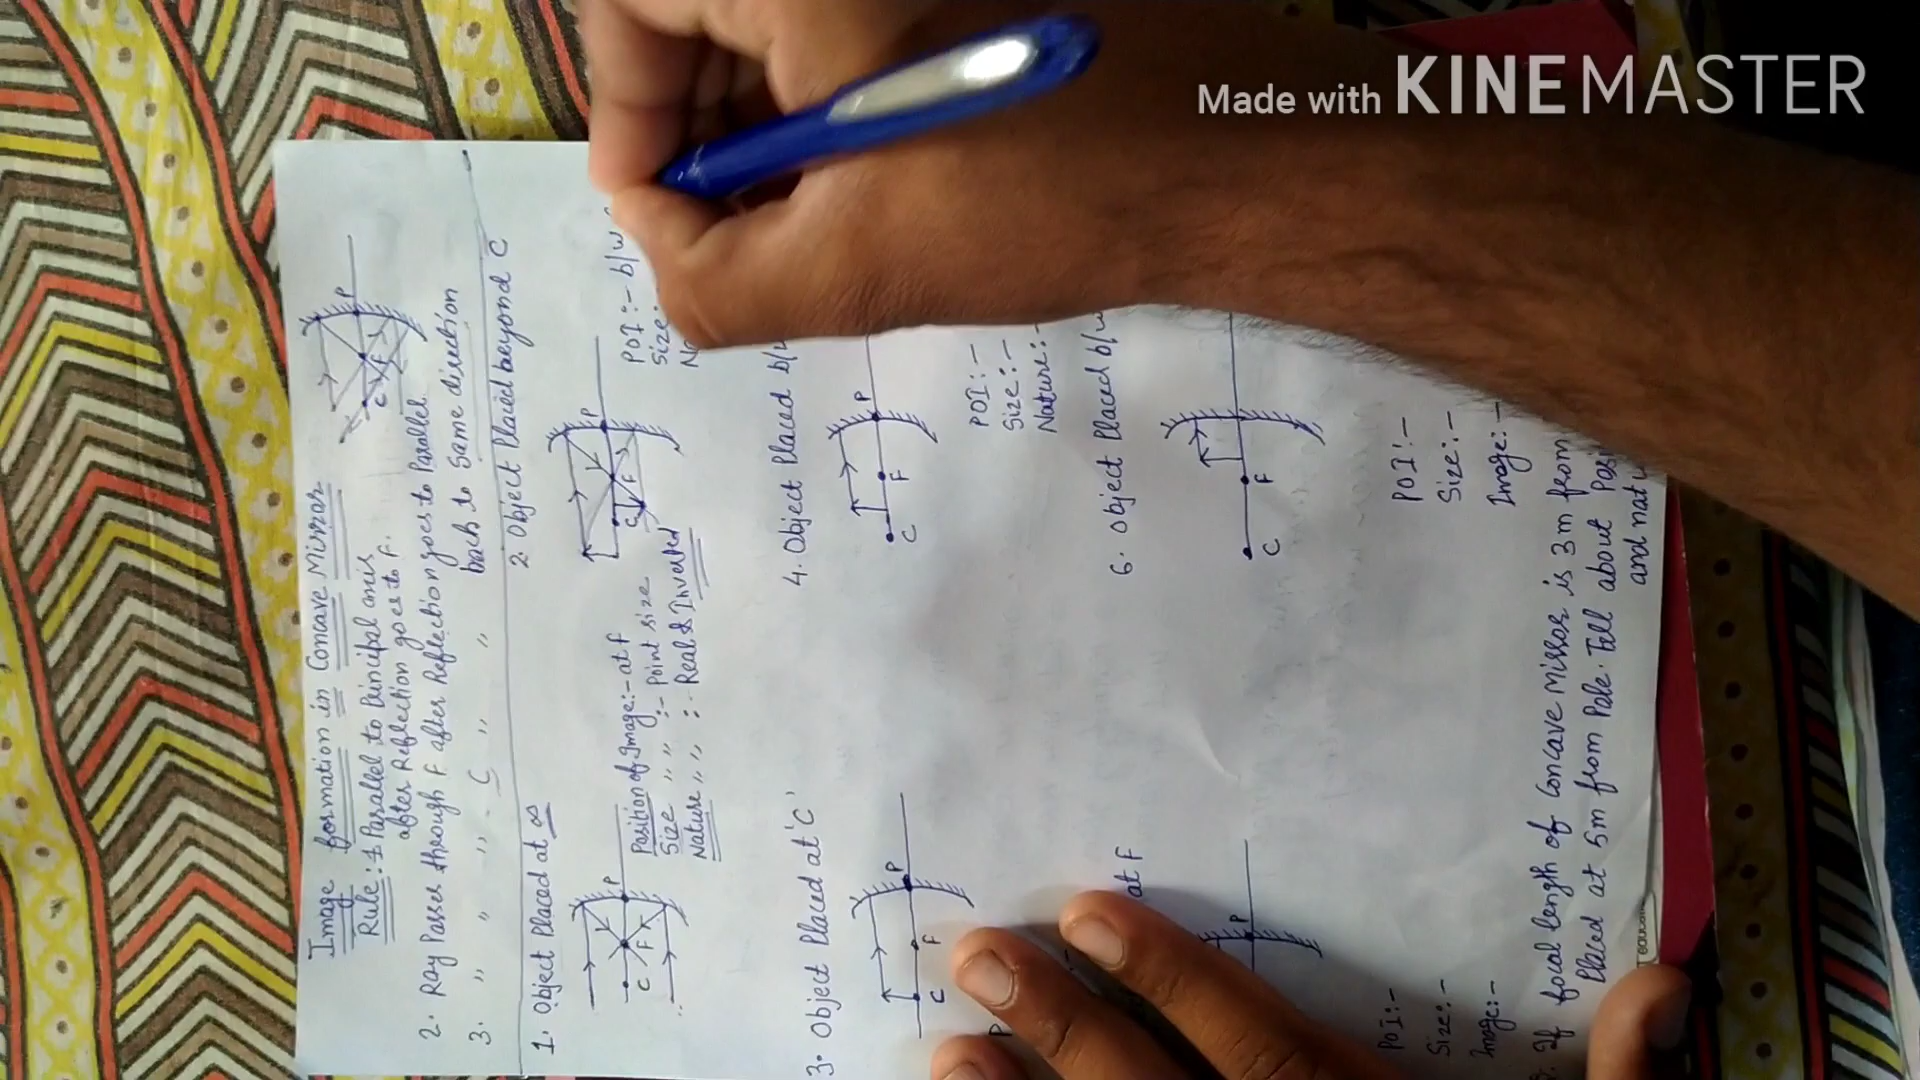 Made with KINEMASTER
Image formation in Concave Mirror
Rule: 1 Parallel to Principal axis
after Reflection goes to F.
2. Ray Passes through F after Reflection goes to Parallel.
3. " " " C " " back to Same direction
C F P
1. Object Placed at ∞
C F P
Position of Image:- at F
Size " " :- Point size
Nature " " :- Real & Inverted
2. Object Placed beyond C
C F P
POI:- b/w
Size:
3. Object Placed at 'C'
C F P
4. Object Placed b/w
C F P
POI:-
Size:-
Nature:-
at F
P
POI:-
Size:-
Image:-
6. Object Placed b/w
C F
POI:-
Size:-
Image:-
If focal length of Concave Mirror is 3m from
Placed at 5m from Pole. Tell about
and